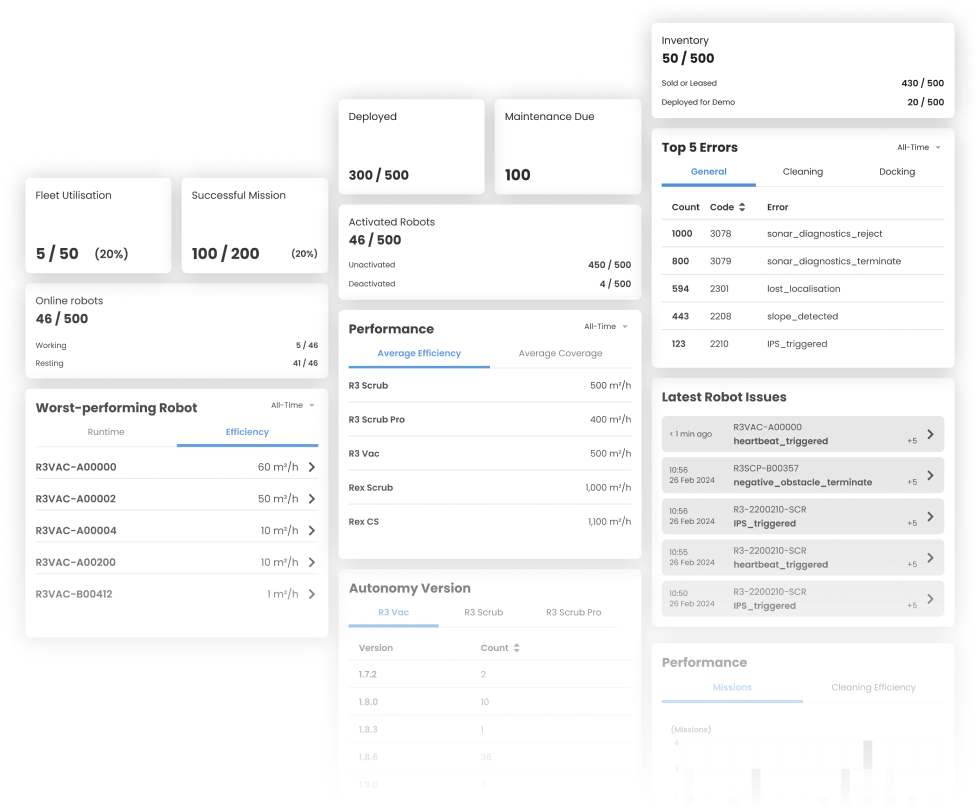 Fleet Utilisation
5 / 50 (20%)
Successful Mission
100 / 200 (20%)
Online robots
46 / 500
Working 5 / 46
Resting 41 / 46
Worst-performing Robot All-Time
Runtime Efficiency
R3VAC-A00000 60 m²/h
R3VAC-A00002 50 m²/h
R3VAC-A00004 10 m²/h
R3VAC-A00200 10 m²/h
R3VAC-B00412 1 m²/h
Deployed
300 / 500
Maintenance Due
100
Activated Robots
46 / 500
Unactivated 450 / 500
Deactivated 4 / 500
Performance All-Time
Average Efficiency Average Coverage
R3 Scrub 500 m²/h
R3 Scrub Pro 400 m²/h
R3 Vac 500 m²/h
Rex Scrub 1,000 m²/h
Rex CS 1,100 m²/h
Autonomy Version
R3 Vac R3 Scrub R3 Scrub Pro
Version Count
1.7.2 2
1.8.0 10
1.8.3 1
1.8.6 36
1.9.0 0
Inventory
50 / 500
Sold or Leased 430 / 500
Deployed for Demo 20 / 500
Top 5 Errors All-Time
General Cleaning Docking
Count Code Error
1000 3078 sonar_diagnostics_reject
800 3079 sonar_diagnostics_terminate
594 2301 lost_localisation
443 2208 slope_detected
123 2210 IPS_triggered
Latest Robot Issues
< 1 min ago R3VAC-A00000
heartbeat_triggered +5
10:56 R3SCP-B00357
26 Feb 2024 negative_obstacle_terminate +5
10:56 R3-2200210-SCR
26 Feb 2024 IPS_triggered +5
10:55 R3-2200210-SCR
26 Feb 2024 heartbeat_triggered +5
10:50 R3-2200210-SCR
26 Feb 2024 IPS_triggered +5
Performance
Missions Cleaning Efficiency
(Missions)
4